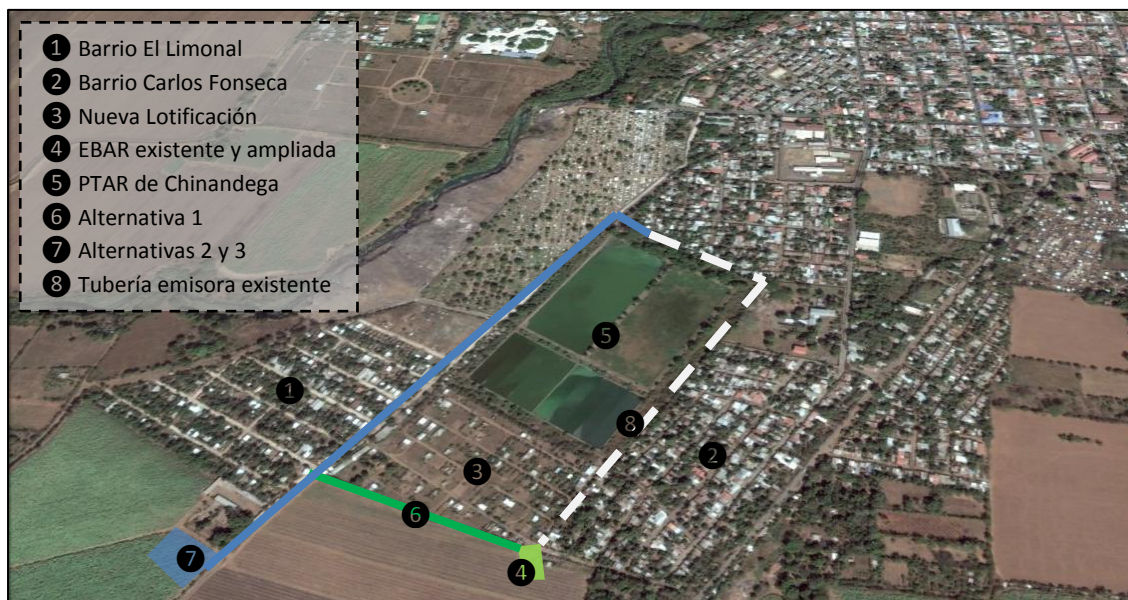 1 Barrio El Limonal
2 Barrio Carlos Fonseca
3 Nueva Lotificación
4 EBAR existente y ampliada
5 PTAR de Chinandega
6 Alternativa 1
7 Alternativas 2 y 3
8 Tubería emisora existente
5
1
8
2
3
6
7
4